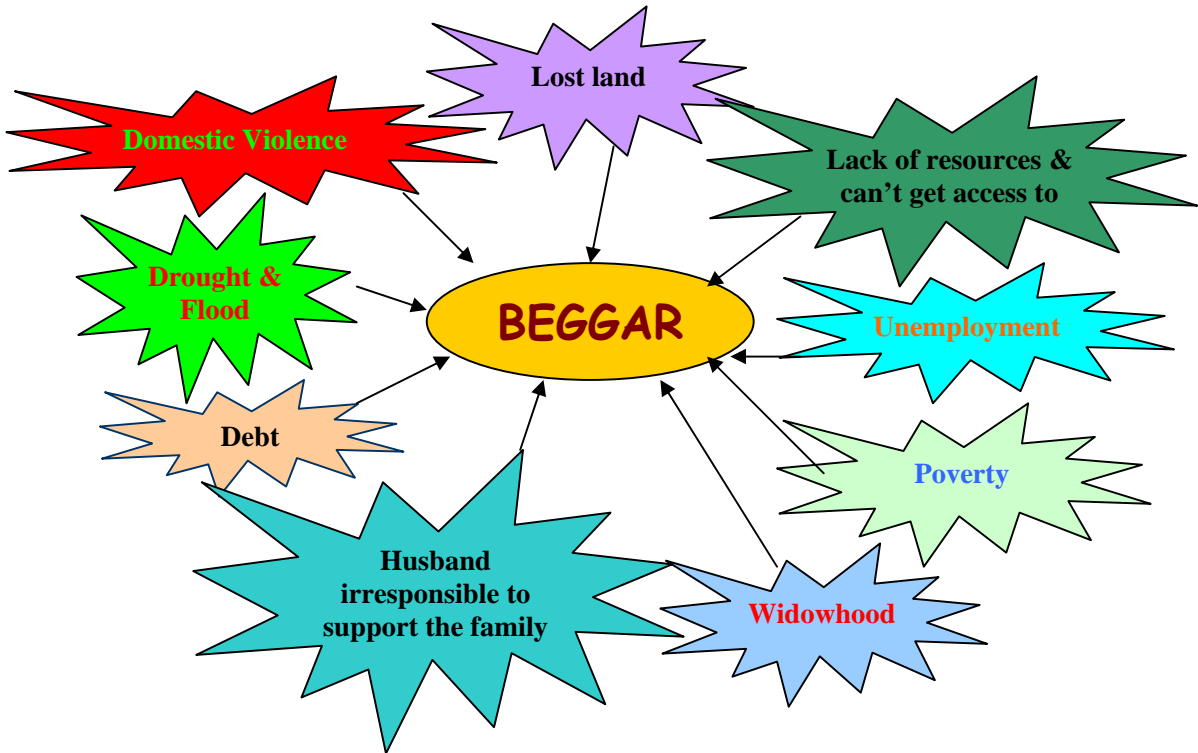 Lost land
Domestic Violence
Lack of resources &
can’t get access to
Drought &
Flood
BEGGAR
Unemployment
Debt
Poverty
Husband
irresponsible to
support the family
Widowhood